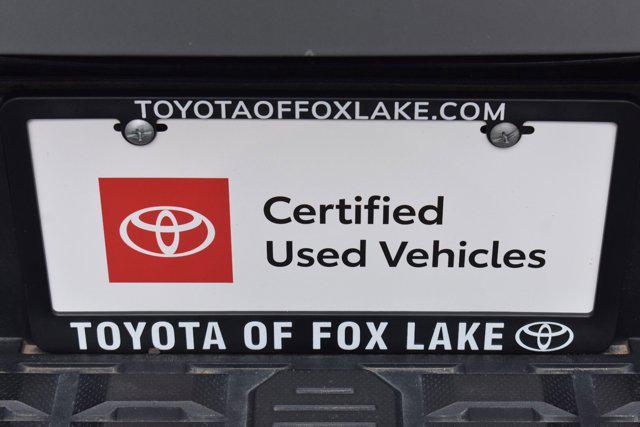 TOYOTAOFFOXLAKE.COM
Certified
Used Vehicles
TOYOTA OF FOX LAKE